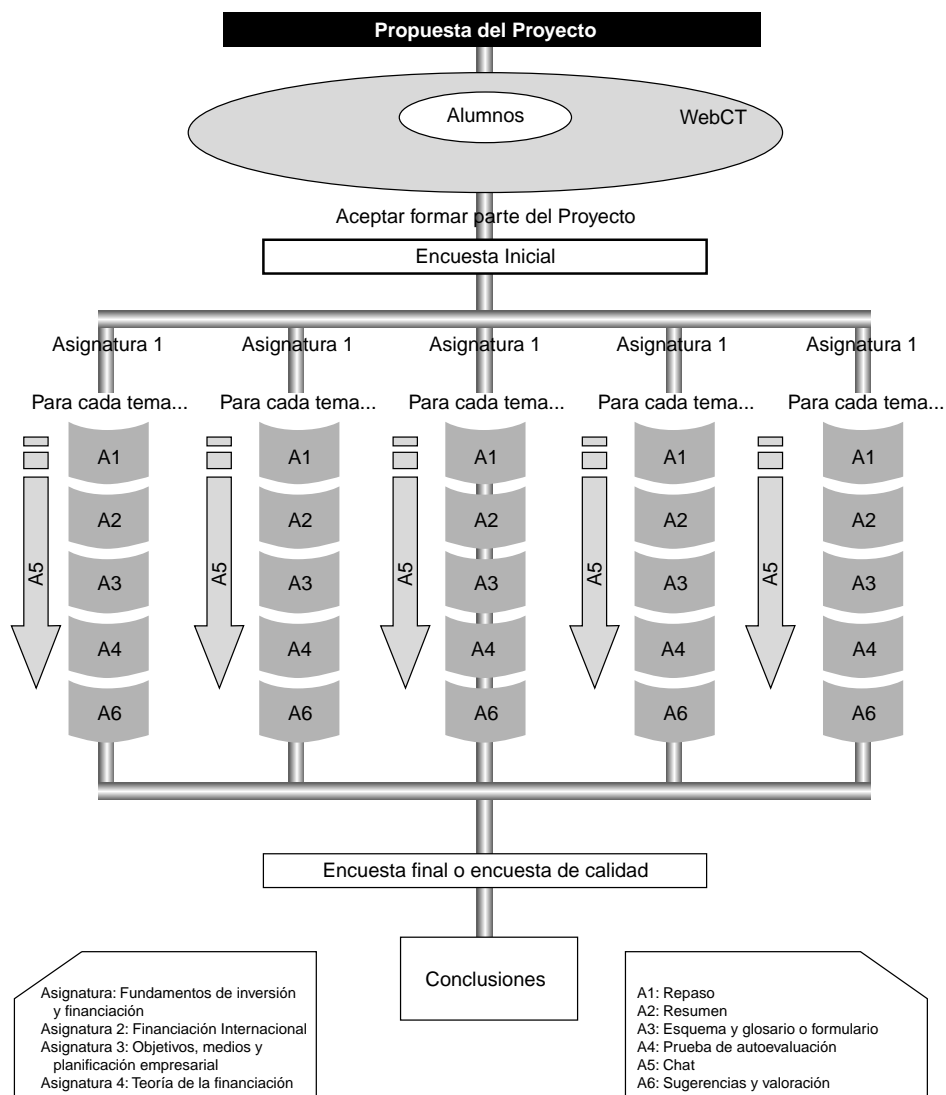 Propuesta del Proyecto
Alumnos
WebCT
Aceptar formar parte del Proyecto
Encuesta Inicial
Asignatura 1 Asignatura 1 Asignatura 1 Asignatura 1 Asignatura 1
Para cada tema... Para cada tema... Para cada tema... Para cada tema... Para cada tema...
A1 A1 A1 A1 A1
A2 A2 A2 A2 A2
A5 A3 A5 A3 A5 A3 A5 A3 A5 A3
A4 A4 A4 A4 A4
A6 A6 A6 A6 A6
Encuesta final o encuesta de calidad
Conclusiones
Asignatura: Fundamentos de inversión
y financiación
Asignatura 2: Financiación Internacional
Asignatura 3: Objetivos, medios y
planificación empresarial
Asignatura 4: Teoría de la financiación
A1: Repaso
A2: Resumen
A3: Esquema y glosario o formulario
A4: Prueba de autoevaluación
A5: Chat
A6: Sugerencias y valoración